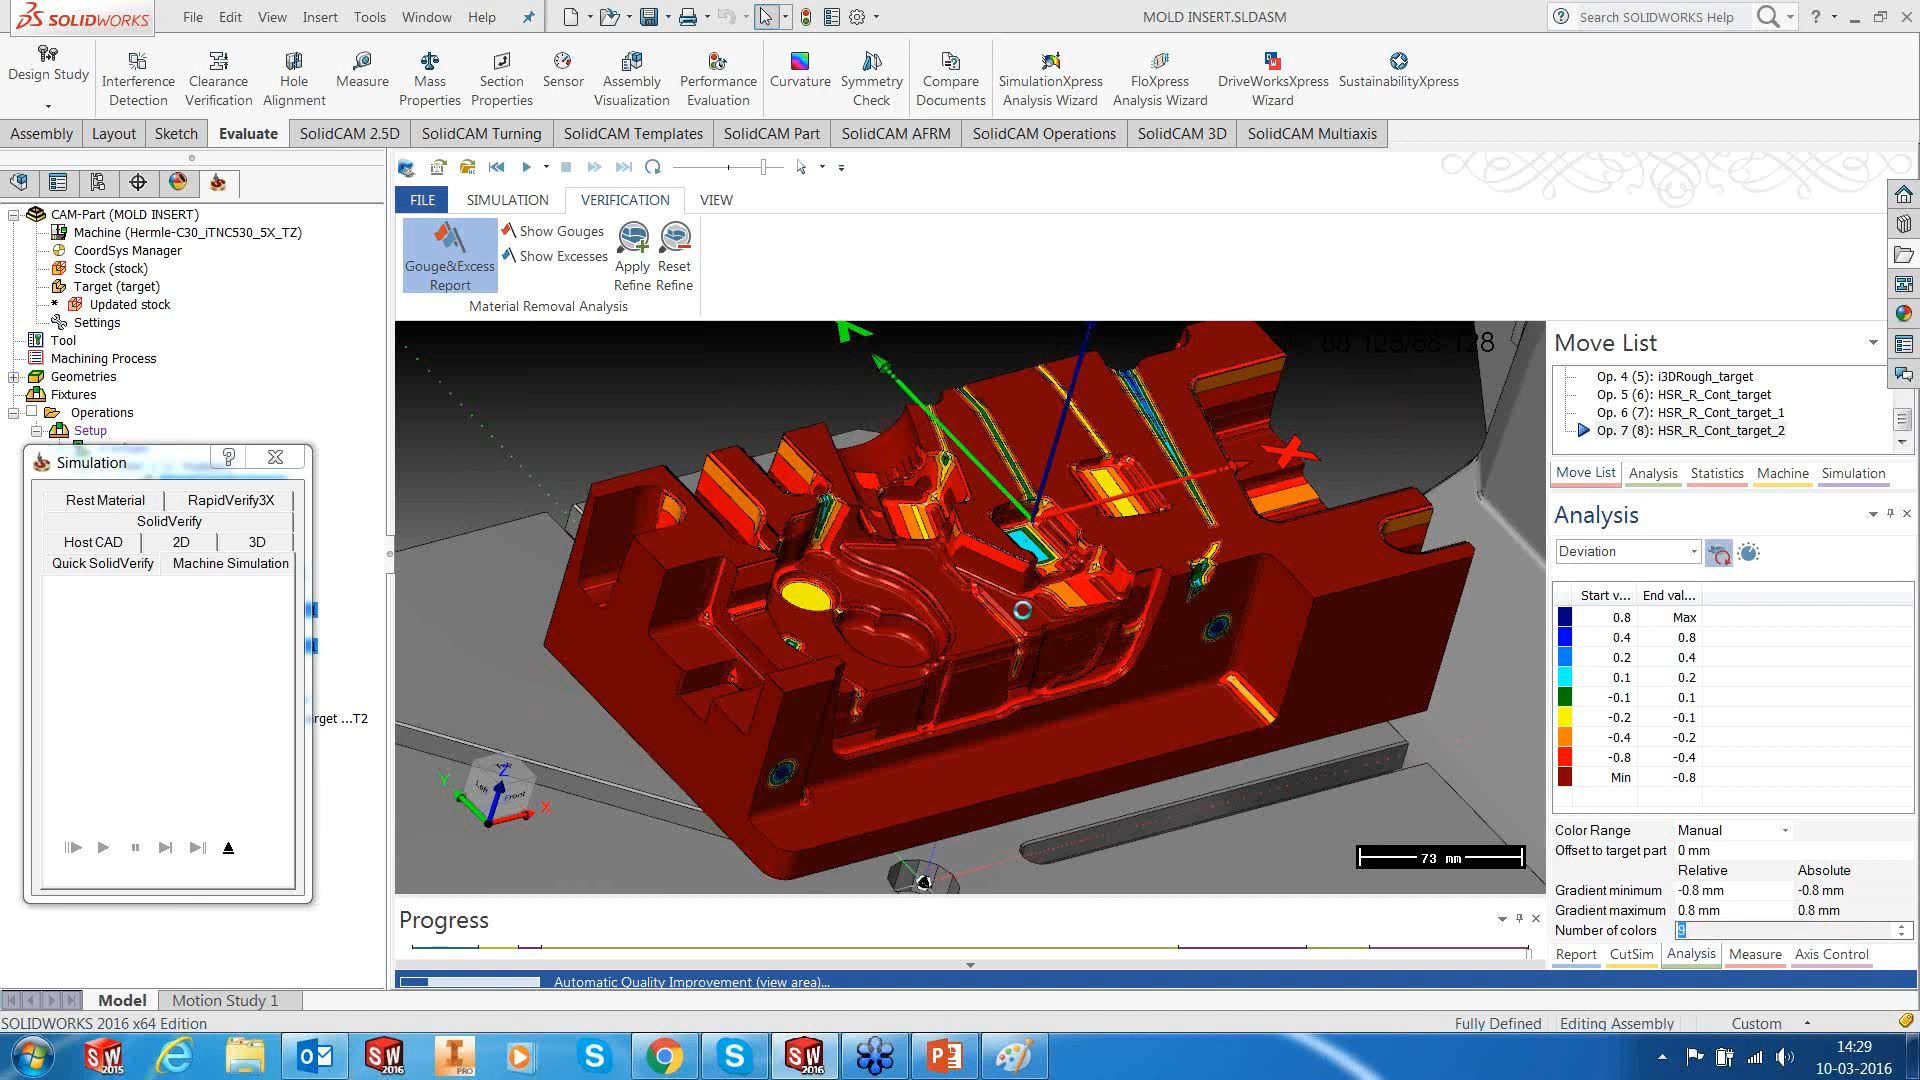 SOLIDWORKS File Edit View Insert Tools Window Help MOLD INSERT.SLDASM Search SOLIDWORKS Help
Design Study Interference Detection Clearance Verification Hole Alignment Measure Mass Properties Section Properties Sensor Assembly Visualization Performance Evaluation Curvature Symmetry Check Compare Documents SimulationXpress Analysis Wizard FloXpress Analysis Wizard DriveWorksXpress Wizard SustainabilityXpress
Assembly Layout Sketch Evaluate SolidCAM 2.5D SolidCAM Turning SolidCAM Templates SolidCAM Part SolidCAM AFRM SolidCAM Operations SolidCAM 3D SolidCAM Multiaxis
CAM-Part (MOLD INSERT)
Machine (Hermle-C30_iTNC530_5X_TZ)
CoordSys Manager
Stock (stock)
Target (target)
* Updated stock
Settings
Tool
Machining Process
Geometries
Fixtures
Operations
Setup
Simulation
Rest Material RapidVerify3X
SolidVerify
Host CAD 2D 3D
Quick SolidVerify Machine Simulation
rget ...T2
FILE SIMULATION VERIFICATION VIEW
Gouge&Excess Report
Show Gouges
Show Excesses
Apply Refine
Reset Refine
Material Removal Analysis
X
Z
Y
X
Left
Front
73 mm
Move List
Op. 4 (5): i3DRough_target
Op. 5 (6): HSR_R_Cont_target
Op. 6 (7): HSR_R_Cont_target_1
Op. 7 (8): HSR_R_Cont_target_2
Move List Analysis Statistics Machine Simulation
Analysis
Deviation
Start v... End val...
0.8 Max
0.4 0.8
0.2 0.4
0.1 0.2
-0.1 0.1
-0.2 -0.1
-0.4 -0.2
-0.8 -0.4
Min -0.8
Color Range Manual
Offset to target part 0 mm
Relative Absolute
Gradient minimum -0.8 mm -0.8 mm
Gradient maximum 0.8 mm 0.8 mm
Number of colors 9
Report CutSim Analysis Measure Axis Control
Progress
Automatic Quality Improvement (view area)...
Model Motion Study 1
SOLIDWORKS 2016 x64 Edition Fully Defined Editing Assembly Custom
SW 2015 SW 2016 PRO SW 2016
14:29
10-03-2016